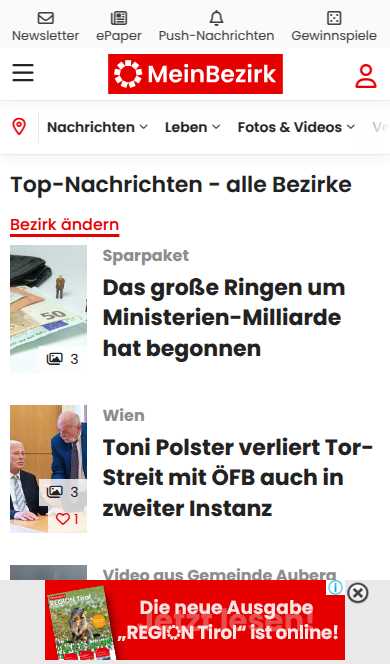 Newsletter ePaper Push-Nachrichten Gewinnspiele
MeinBezirk
Nachrichten Leben Fotos & Videos Ve
Top-Nachrichten - alle Bezirke
Bezirk ändern
Sparpaket
Das große Ringen um
Ministerien-Milliarde
hat begonnen
50
3
Wien
Toni Polster verliert Tor-
Streit mit ÖFB auch in
zweiter Instanz
3
1
Video aus Gemeinde Auberg
REGION Tirol
Jetzt lesen!
Die neue Ausgabe
„REGION Tirol“ ist online!